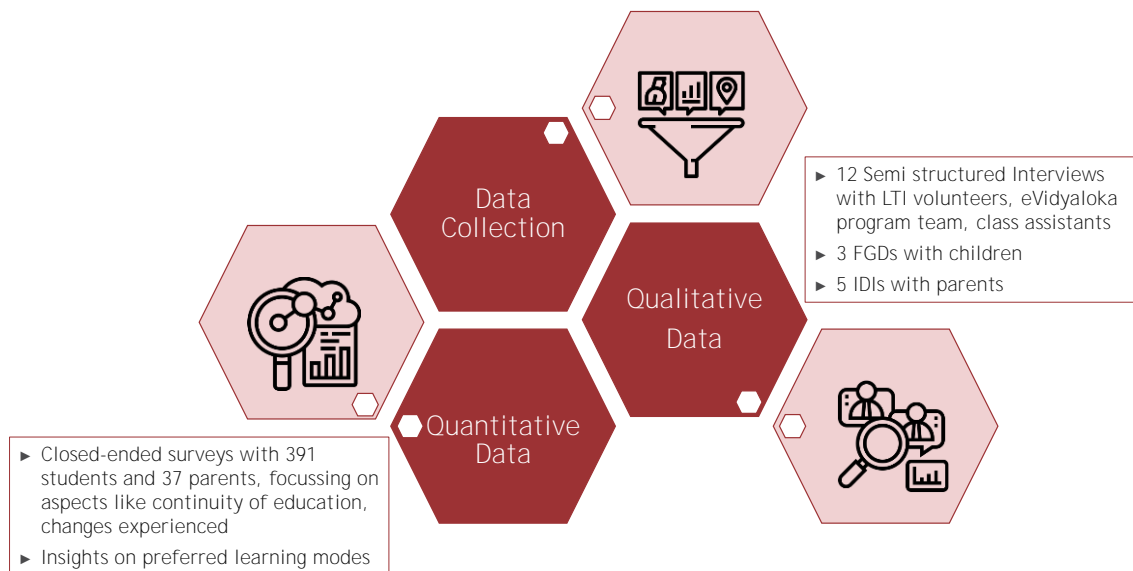 Data
Collection
► 12 Semi structured Interviews
with LTI volunteers, eVidyaloka
program team, class assistants
► 3 FGDs with children
► 5 IDIs with parents
Qualitative
Data
Quantitative
Data
► Closed-ended surveys with 391
students and 37 parents, focussing on
aspects like continuity of education,
changes experienced
► Insights on preferred learning modes